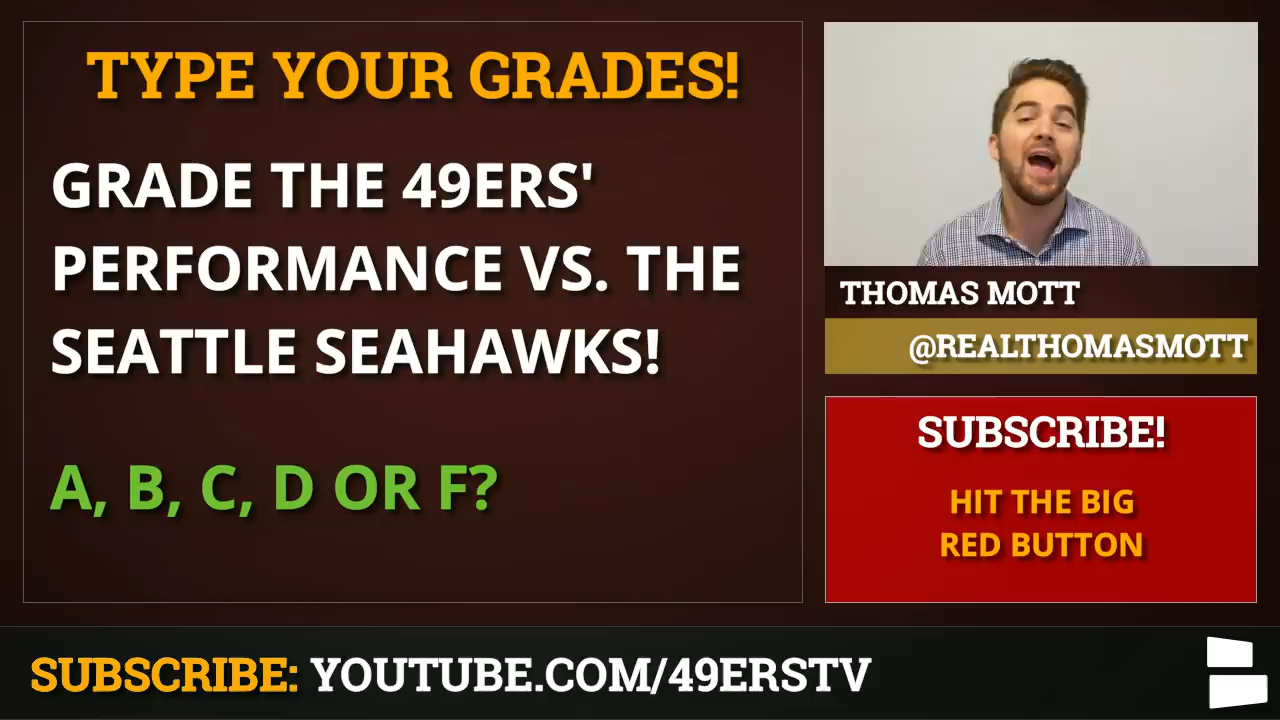 TYPE YOUR GRADES!
GRADE THE 49ERS'
PERFORMANCE VS. THE
SEATTLE SEAHAWKS!
A, B, C, D OR F?
THOMAS MOTT
@REALTHOMASMOTT
SUBSCRIBE!
HIT THE BIG
RED BUTTON
SUBSCRIBE: YOUTUBE.COM/49ERSTV